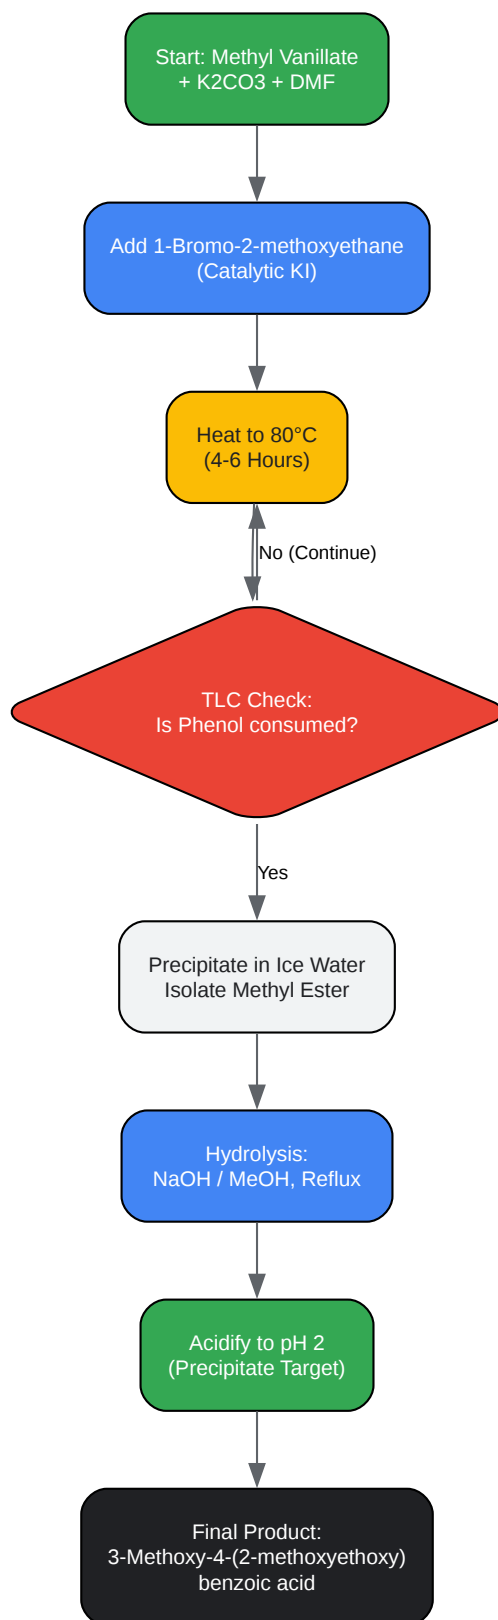 Start: Methyl Vanillate
+ K2CO3 + DMF
Add 1-Bromo-2-methoxyethane
(Catalytic KI)
Heat to 80°C
(4-6 Hours)
No (Continue)
TLC Check:
Is Phenol consumed?
Yes
Precipitate in Ice Water
Isolate Methyl Ester
Hydrolysis:
NaOH / MeOH, Reflux
Acidify to pH 2
(Precipitate Target)
Final Product:
3-Methoxy-4-(2-methoxyethoxy)
benzoic acid